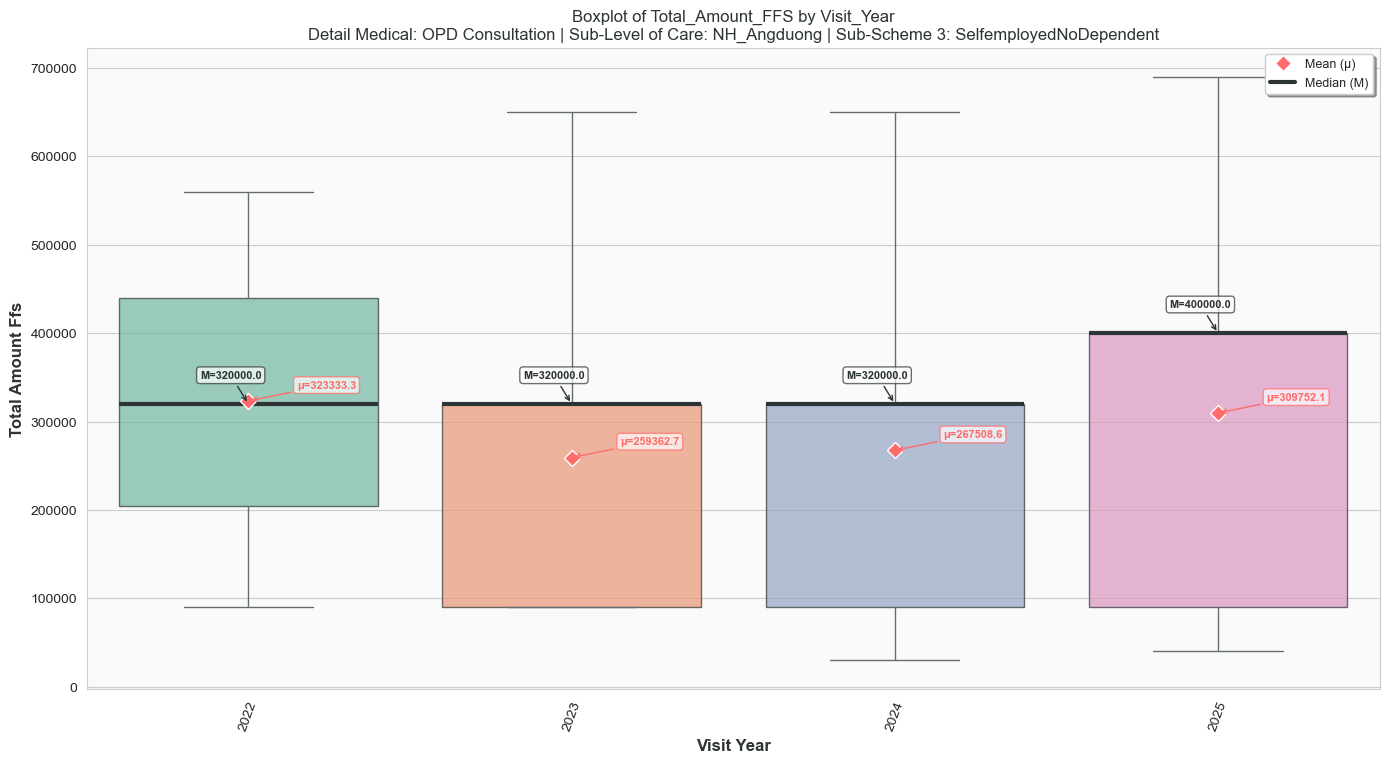 Boxplot of Total_Amount_FFS by Visit_Year
Detail Medical: OPD Consultation | Sub-Level of Care: NH_Angduong | Sub-Scheme 3: SelfemployedNoDependent
Mean (μ)
Median (M)
Total Amount Ffs
700000
600000
500000
400000
300000
200000
100000
0
M=320000.0
μ=323333.3
M=320000.0
μ=259362.7
M=320000.0
μ=267508.6
M=400000.0
μ=309752.1
2022
2023
2024
2025
Visit Year